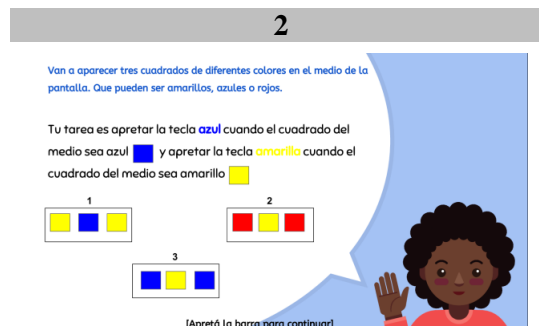 2
Van a aparecer tres cuadrados de diferentes colores en el medio de la
pantalla. Que pueden ser amarillos, azules o rojos.
Tu tarea es apretar la tecla azul cuando el cuadrado del
medio sea azul y apretar la tecla amarilla cuando el
cuadrado del medio sea amarillo
1
2
3
[Apretá la barra para continuar]